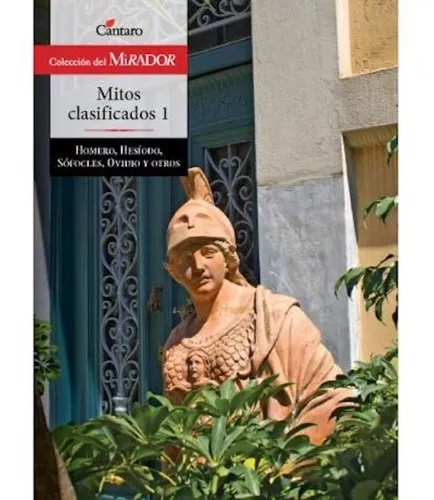 Cántaro
Colección del MiRADOR
Mitos
clasificados 1
Homero, Hesíodo,
Sófocles, Ovidio y otros